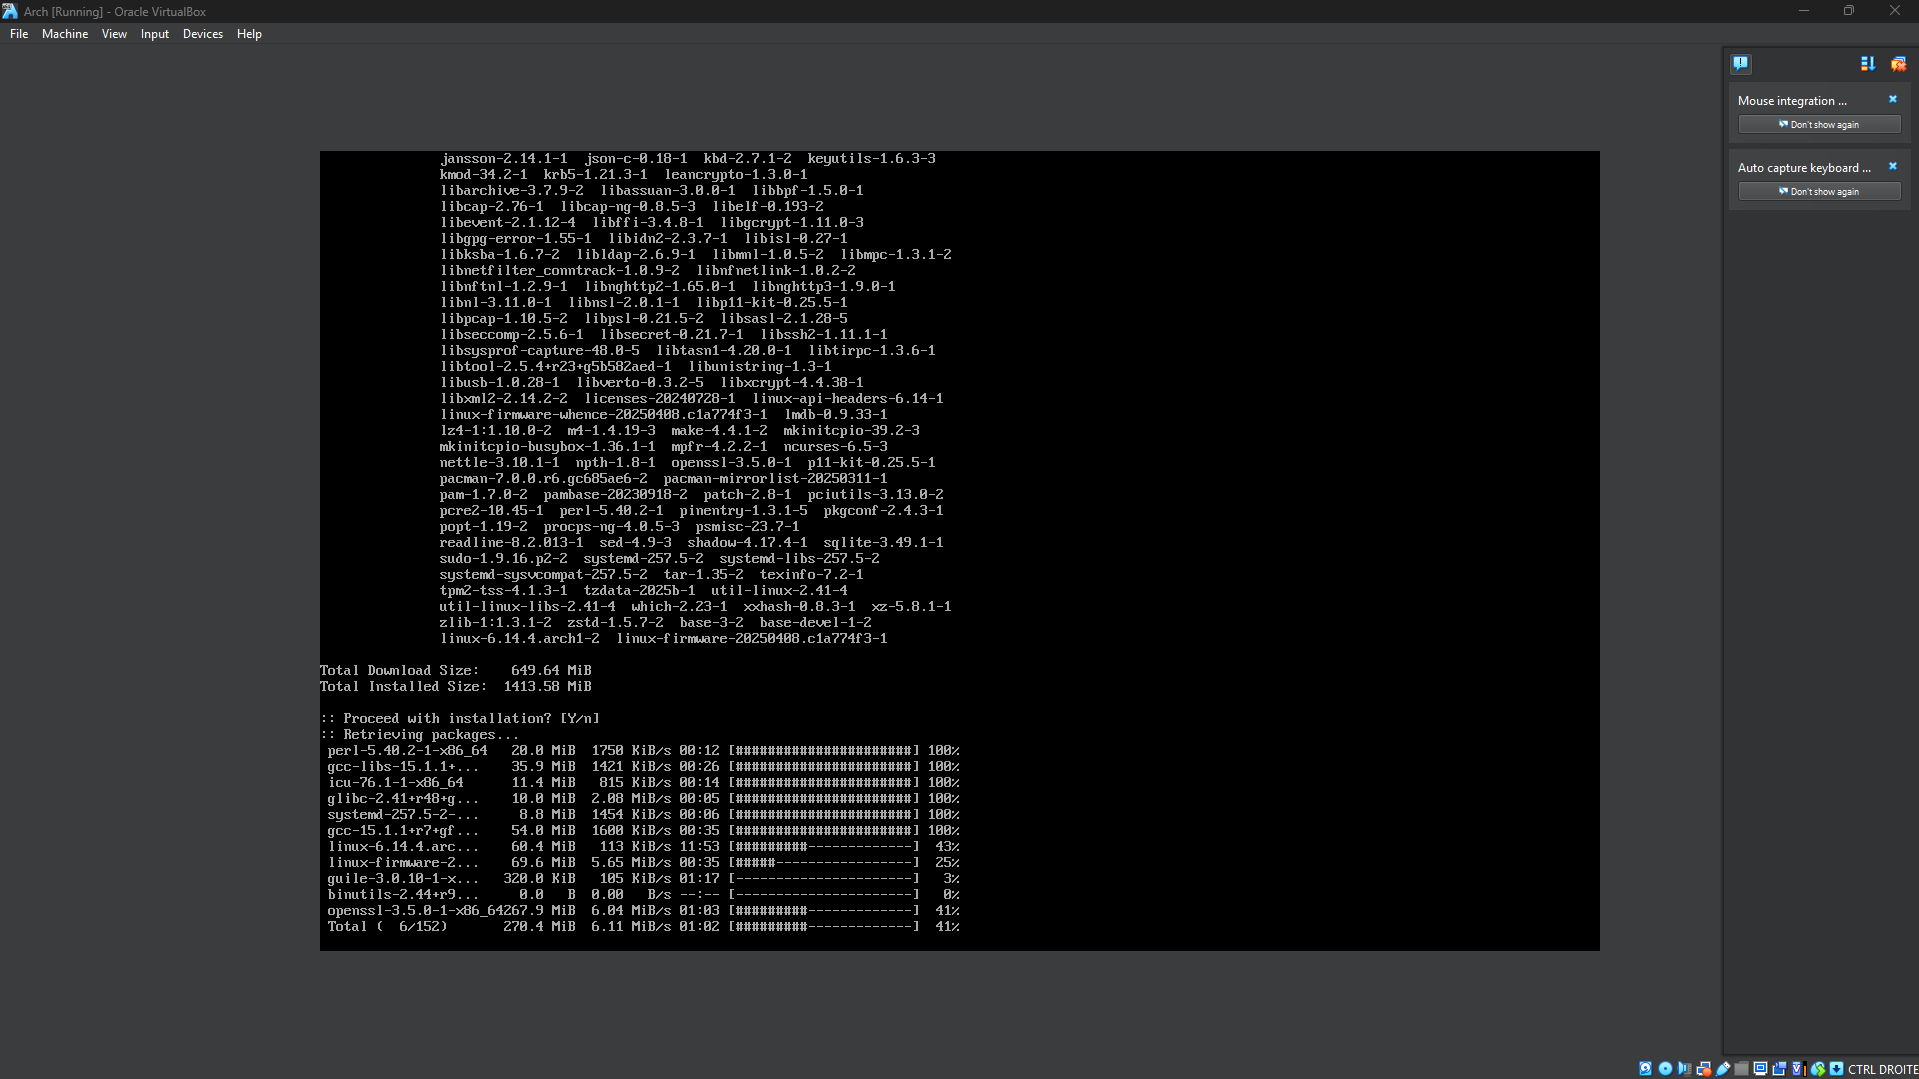 Arch [Running] - Oracle VirtualBox
File Machine View Input Devices Help
Mouse integration ...
Don't show again
Auto capture keyboard ...
Don't show again
jansson-2.14.1-1 json-c-0.18-1 kbd-2.7.1-2 keyutils-1.6.3-3
kmod-34.2-1 krb5-1.21.3-1 leancrypto-1.3.0-1
libarchive-3.7.9-2 libassuan-3.0.0-1 libbpf-1.5.0-1
libcap-2.76-1 libcap-ng-0.8.5-3 libelf-0.193-2
libevent-2.1.12-4 libffi-3.4.8-1 libgcrypt-1.11.0-3
libgpg-error-1.55-1 libidn2-2.3.7-1 libisl-0.27-1
libksba-1.6.7-2 libldap-2.6.9-1 libmnl-1.0.5-2 libmpc-1.3.1-2
libnetfilter_conntrack-1.0.9-2 libnfnetlink-1.0.2-2
libnftnl-1.2.9-1 libnghttp2-1.65.0-1 libnghttp3-1.9.0-1
libnl-3.11.0-1 libnsl-2.0.1-1 libp11-kit-0.25.5-1
libpcap-1.10.5-2 libpsl-0.21.5-2 libsasl-2.1.28-5
libseccomp-2.5.6-1 libsecret-0.21.7-1 libssh2-1.11.1-1
libsysprof-capture-48.0-5 libtasn1-4.20.0-1 libtirpc-1.3.6-1
libtool-2.5.4+r23+g5b582aed-1 libunistring-1.3-1
libusb-1.0.28-1 libverto-0.3.2-5 libxcrypt-4.4.38-1
libxml2-2.14.2-2 licenses-20240728-1 linux-api-headers-6.14-1
linux-firmware-whence-20250408.c1a774f3-1 lmdb-0.9.33-1
lz4-1:1.10.0-2 m4-1.4.19-3 make-4.4.1-2 mkinitcpio-39.2-3
mkinitcpio-busybox-1.36.1-1 mpfr-4.2.2-1 ncurses-6.5-3
nettle-3.10.1-1 npth-1.8-1 openssl-3.5.0-1 p11-kit-0.25.5-1
pacman-7.0.0.r6.gc685ae6-2 pacman-mirrorlist-20250311-1
pam-1.7.0-2 pambase-20230918-2 patch-2.8-1 pciutils-3.13.0-2
pcre2-10.45-1 perl-5.40.2-1 pinentry-1.3.1-5 pkgconf-2.4.3-1
popt-1.19-2 procps-ng-4.0.5-3 psmisc-23.7-1
readline-8.2.013-1 sed-4.9-3 shadow-4.17.4-1 sqlite-3.49.1-1
sudo-1.9.16.p2-2 systemd-257.5-2 systemd-libs-257.5-2
systemd-sysvcompat-257.5-2 tar-1.35-2 texinfo-7.2-1
tpm2-tss-4.1.3-1 tzdata-2025b-1 util-linux-2.41-4
util-linux-libs-2.41-4 which-2.23-1 xxhash-0.8.3-1 xz-5.8.1-1
zlib-1:1.3.1-2 zstd-1.5.7-2 base-3-2 base-devel-1-2
linux-6.14.4.arch1-2 linux-firmware-20250408.c1a774f3-1
Total Download Size: 649.64 MiB
Total Installed Size: 1413.58 MiB
:: Proceed with installation? [Y/n]
:: Retrieving packages...
perl-5.40.2-1-x86_64 20.0 MiB 1750 KiB/s 00:12 [######################] 100%
gcc-libs-15.1.1+... 35.9 MiB 1421 KiB/s 00:26 [######################] 100%
icu-76.1-1-x86_64 11.4 MiB 815 KiB/s 00:14 [######################] 100%
glibc-2.41+r48+g... 10.0 MiB 2.08 MiB/s 00:05 [######################] 100%
systemd-257.5-2-... 8.8 MiB 1454 KiB/s 00:06 [######################] 100%
gcc-15.1.1+r7+gf... 54.0 MiB 1600 KiB/s 00:35 [######################] 100%
linux-6.14.4.arc... 60.4 MiB 113 KiB/s 11:53 [#########-------------] 43%
linux-firmware-2... 69.6 MiB 5.65 MiB/s 00:35 [#####-----------------] 25%
guile-3.0.10-1-x... 320.0 KiB 105 KiB/s 01:17 [----------------------] 3%
binutils-2.44+r9... 0.0 B 0.00 B/s --:-- [----------------------] 0%
openssl-3.5.0-1-x86_64267.9 MiB 6.04 MiB/s 01:03 [#########-------------] 41%
Total ( 6/152) 270.4 MiB 6.11 MiB/s 01:02 [#########-------------] 41%
CTRL DROITE